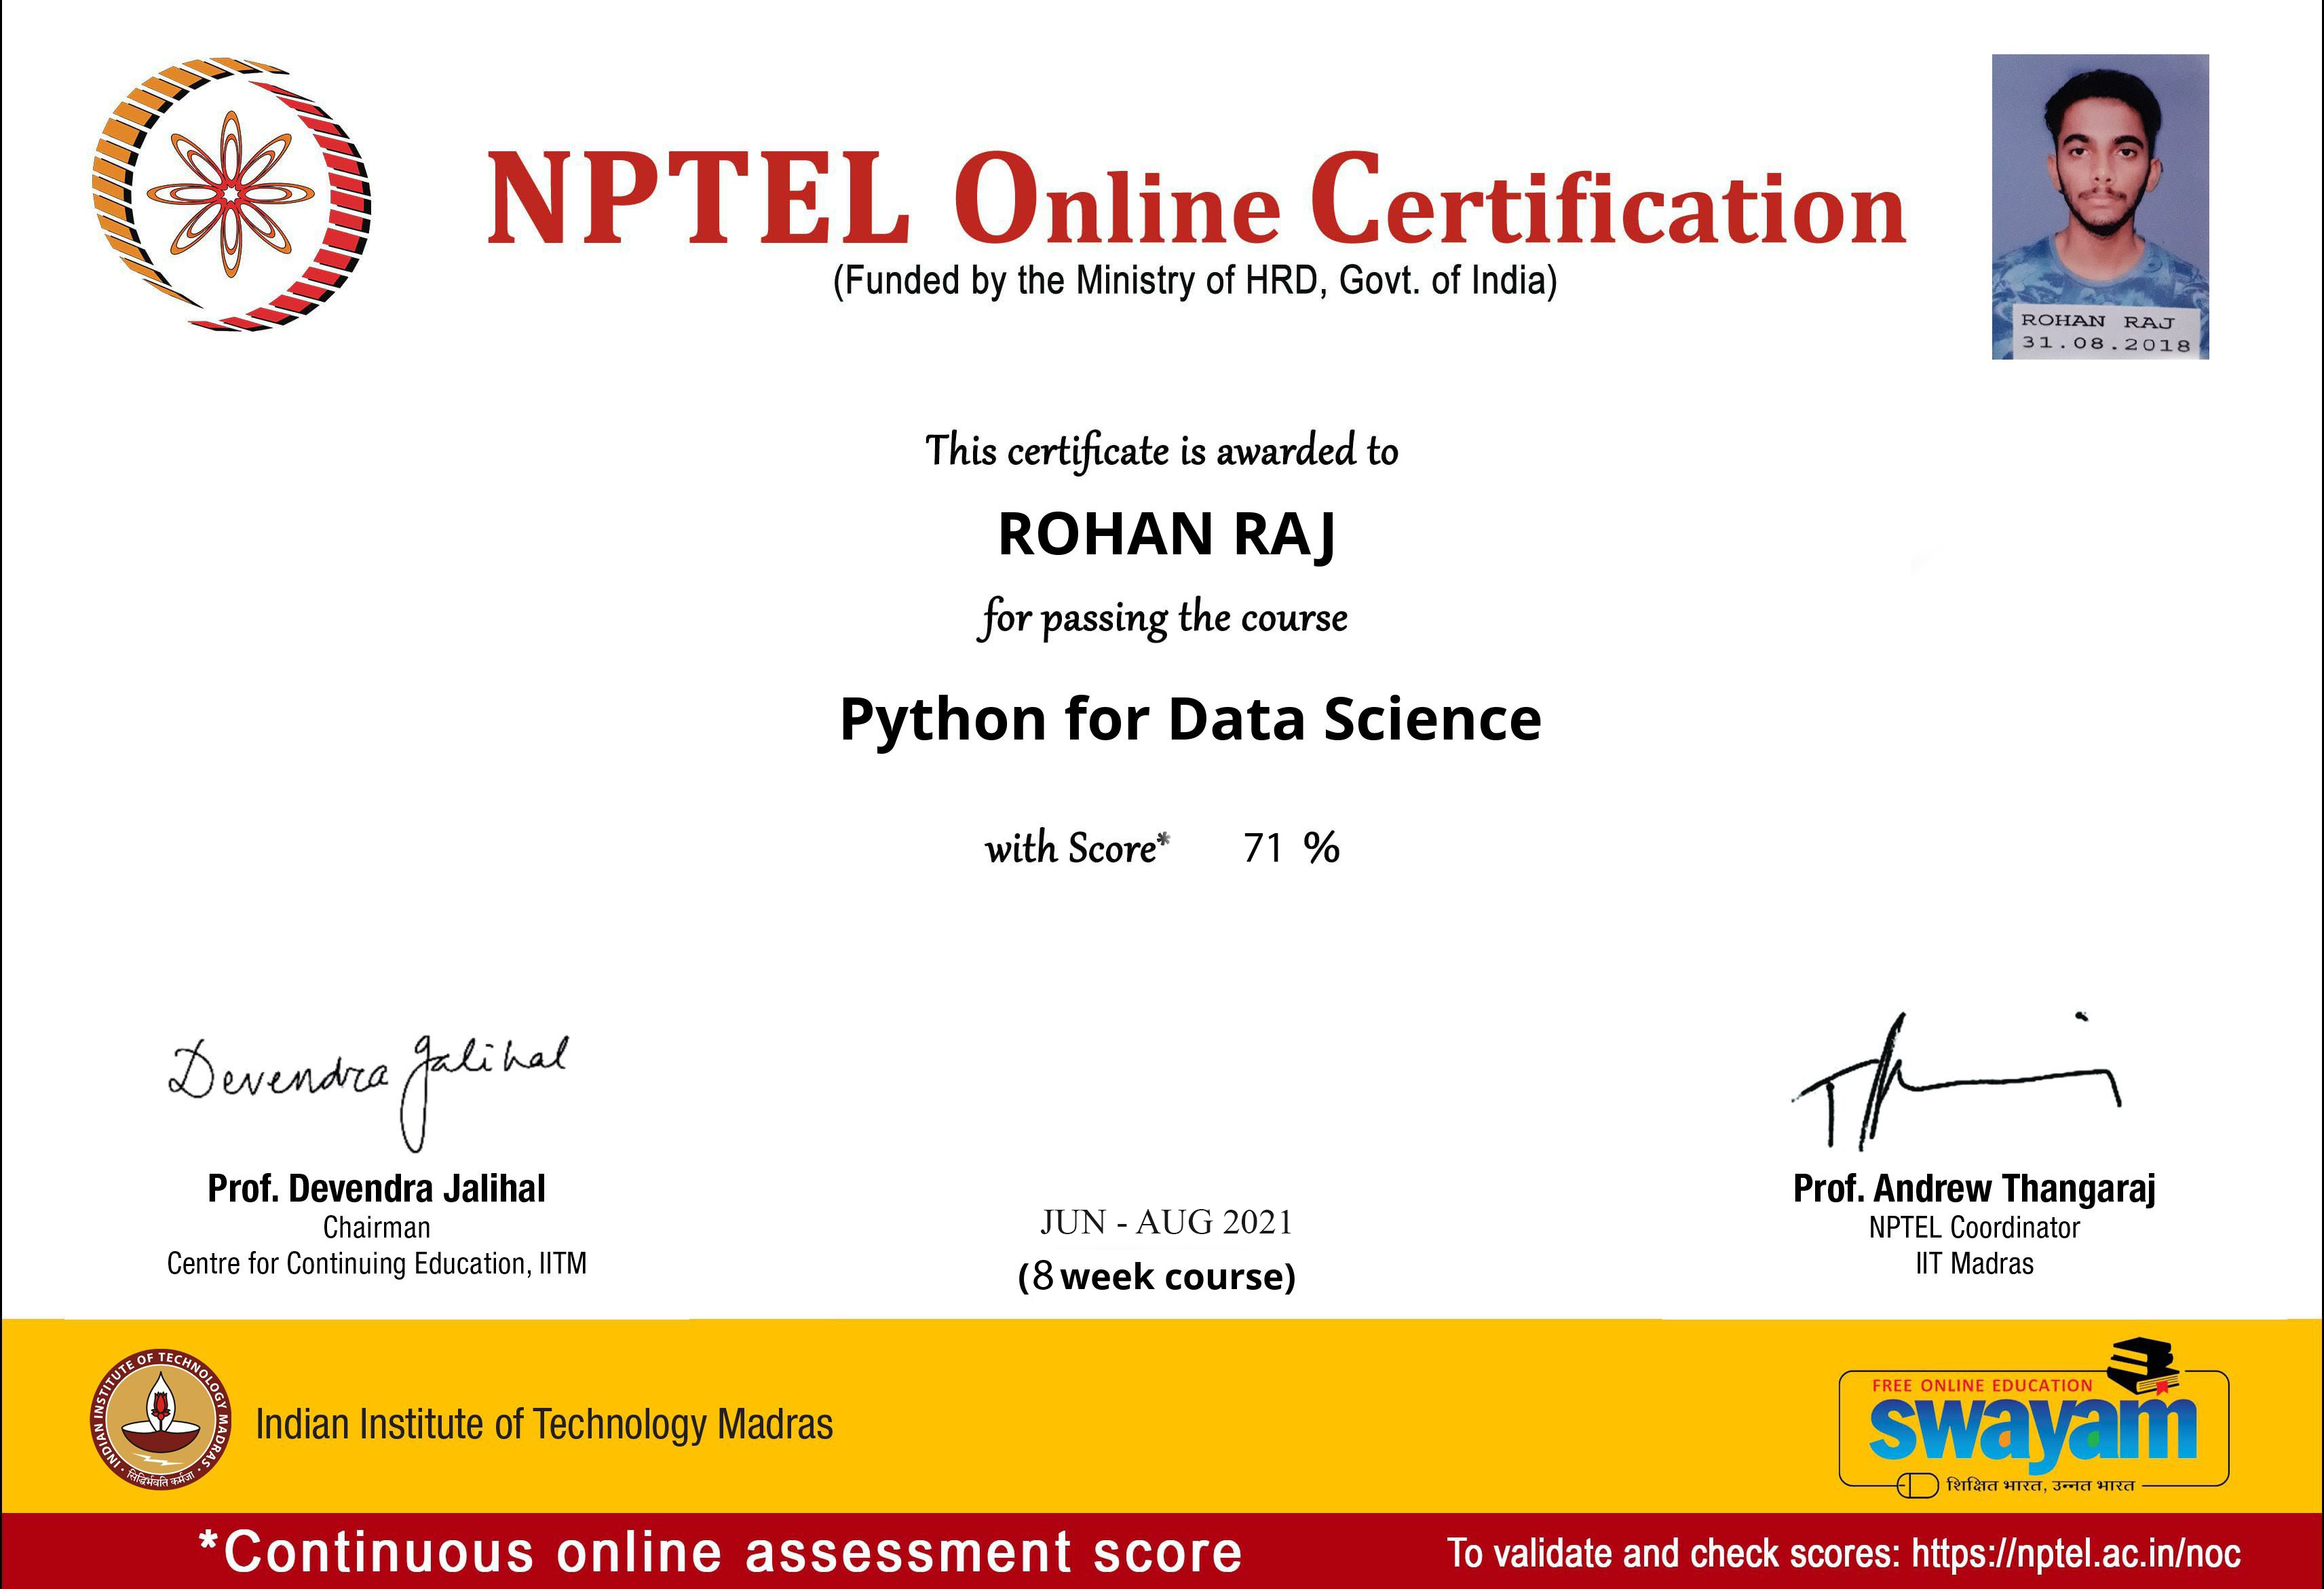 NPTEL Online Certification
(Funded by the Ministry of HRD, Govt. of India)
ROHAN RAJ
31.08.2018
This certificate is awarded to
ROHAN RAJ
for passing the course
Python for Data Science
with Score* 71 %
Devendra Jalihal
Prof. Devendra Jalihal
Chairman
Centre for Continuing Education, IITM
JUN - AUG 2021
(8 week course)
Prof. Andrew Thangaraj
NPTEL Coordinator
IIT Madras
INDIAN INSTITUTE OF TECHNOLOGY MADRAS
सिद्धिर्भवति कर्मजा
Indian Institute of Technology Madras
FREE ONLINE EDUCATION
swayam
शिक्षित भारत, उन्नत भारत
*Continuous online assessment score
To validate and check scores: https://nptel.ac.in/noc